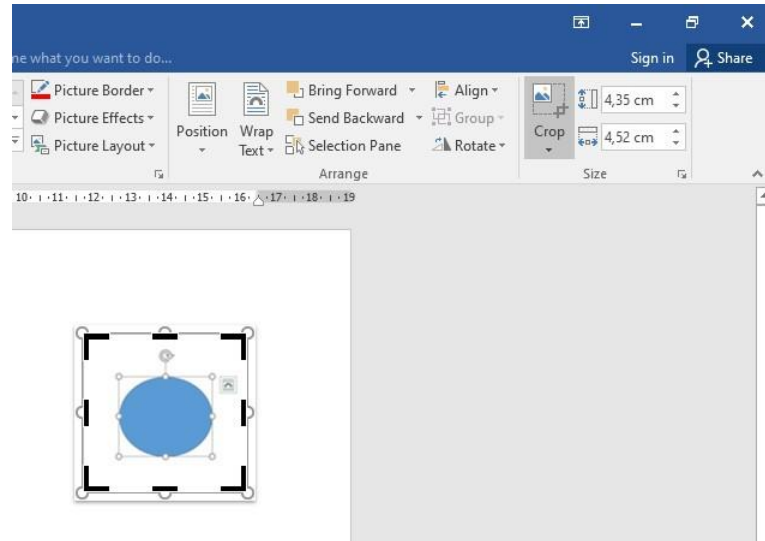 ne what you want to do...
Sign in
Share
Picture Border
Picture Effects
Picture Layout
Position
Wrap
Text
Bring Forward
Send Backward
Selection Pane
Align
Group
Rotate
Arrange
Crop
4,35 cm
4,52 cm
Size
10 11 12 13 14 15 16 17 18 19